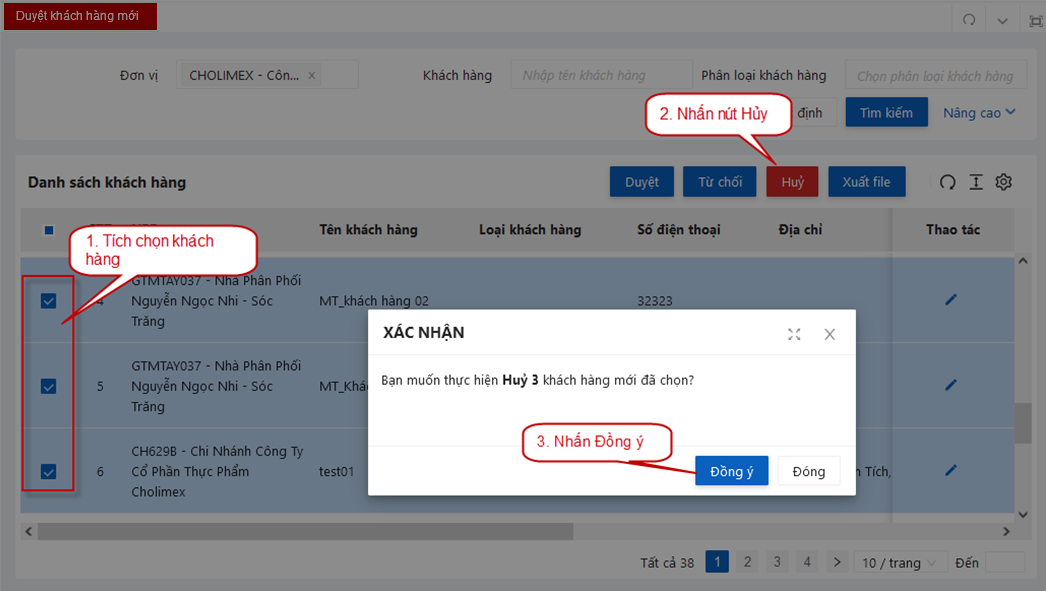 Duyệt khách hàng mới
Đơn vị
CHOLIMEX - Côn... ×
Khách hàng
Nhập tên khách hàng
Phân loại khách hàng
Chọn phân loại khách hàng
2. Nhấn nút Hủy
định
Tìm kiếm
Nâng cao
Danh sách khách hàng
Duyệt
Từ chối
Huỷ
Xuất file
1. Tích chọn khách
hàng
Tên khách hàng
Loại khách hàng
Số điện thoại
Địa chỉ
Thao tác
4
GTMTAY037 - Nhà Phân Phối
Nguyễn Ngọc Nhi - Sóc
Trăng
MT_khách hàng 02
32323
5
GTMTAY037 - Nhà Phân Phối
Nguyễn Ngọc Nhi - Sóc
Trăng
MT_Khá
6
CH629B - Chi Nhánh Công Ty
Cổ Phần Thực Phẩm
Cholimex
test01
n Tích,
XÁC NHẬN
Bạn muốn thực hiện Huỷ 3 khách hàng mới đã chọn?
3. Nhấn Đồng ý
Đồng ý
Đóng
Tất cả 38
1
2
3
4
10 / trang
Đến